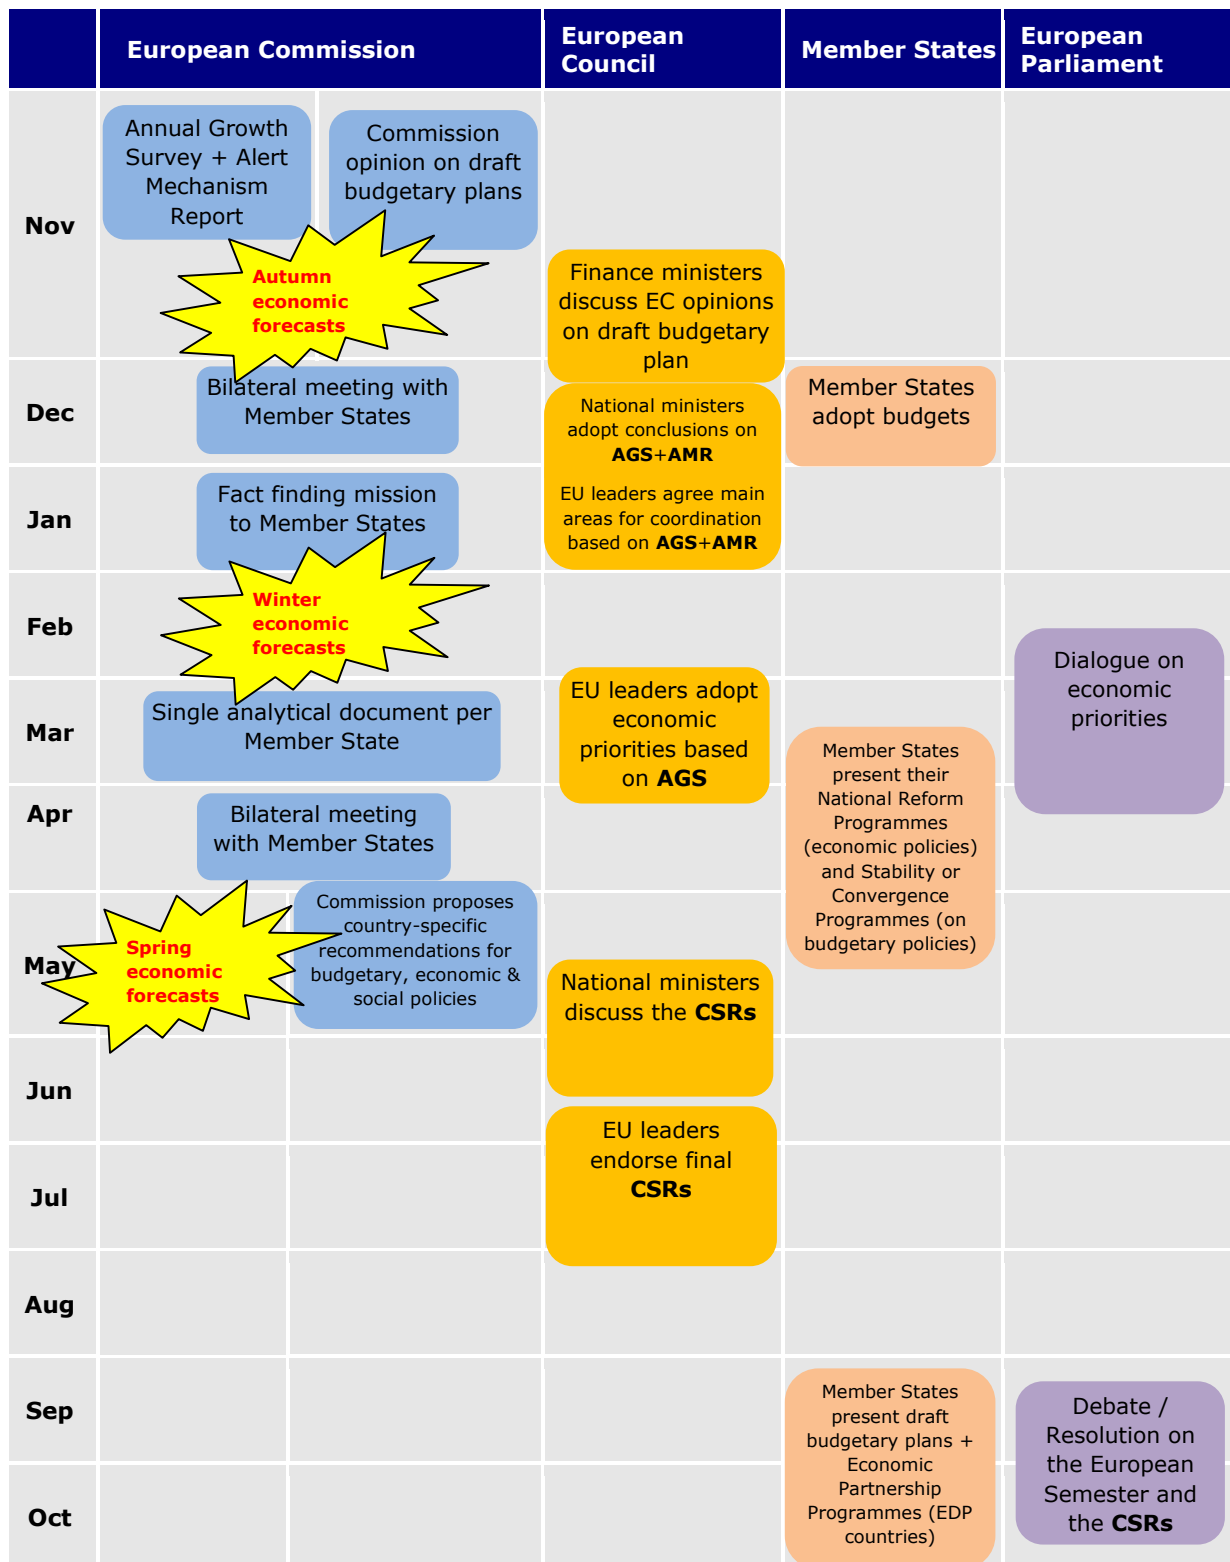 European Commission
European
Council
Member States
European
Parliament
Nov
Annual Growth
Survey + Alert
Mechanism
Report
Commission
opinion on draft
budgetary plans
Autumn
economic
forecasts
Finance ministers
discuss EC opinions
on draft budgetary
plan
Dec
Bilateral meeting with
Member States
National ministers
adopt conclusions on
AGS+AMR
Member States
adopt budgets
Jan
Fact finding mission
to Member States
EU leaders agree main
areas for coordination
based on AGS+AMR
Feb
Winter
economic
forecasts
Dialogue on
economic
priorities
Mar
Single analytical document per
Member State
EU leaders adopt
economic
priorities based
on AGS
Member States
present their
National Reform
Programmes
(economic policies)
and Stability or
Convergence
Programmes (on
budgetary policies)
Apr
Bilateral meeting
with Member States
May
Spring
economic
forecasts
Commission proposes
country-specific
recommendations for
budgetary, economic &
social policies
National ministers
discuss the CSRs
Jun
EU leaders
endorse final
CSRs
Jul
Aug
Sep
Member States
present draft
budgetary plans +
Economic
Partnership
Programmes (EDP
countries)
Debate /
Resolution on
the European
Semester and
the CSRs
Oct